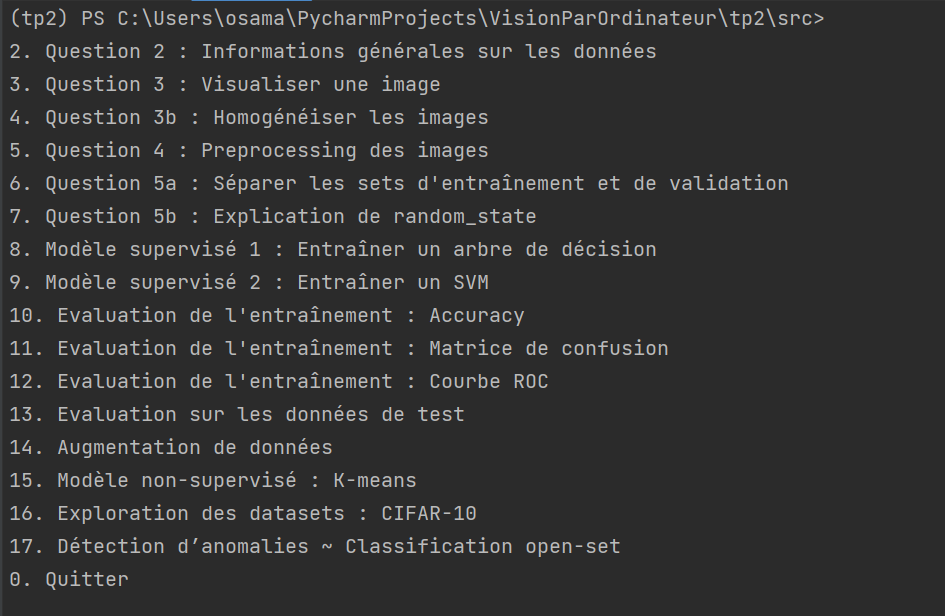 (tp2) PS C:\Users\osama\PycharmProjects\VisionParOrdinateur\tp2\src>
2. Question 2 : Informations générales sur les données
3. Question 3 : Visualiser une image
4. Question 3b : Homogénéiser les images
5. Question 4 : Preprocessing des images
6. Question 5a : Séparer les sets d'entraînement et de validation
7. Question 5b : Explication de random_state
8. Modèle supervisé 1 : Entraîner un arbre de décision
9. Modèle supervisé 2 : Entraîner un SVM
10. Evaluation de l'entraînement : Accuracy
11. Evaluation de l'entraînement : Matrice de confusion
12. Evaluation de l'entraînement : Courbe ROC
13. Evaluation sur les données de test
14. Augmentation de données
15. Modèle non-supervisé : K-means
16. Exploration des datasets : CIFAR-10
17. Détection d’anomalies ~ Classification open-set
0. Quitter